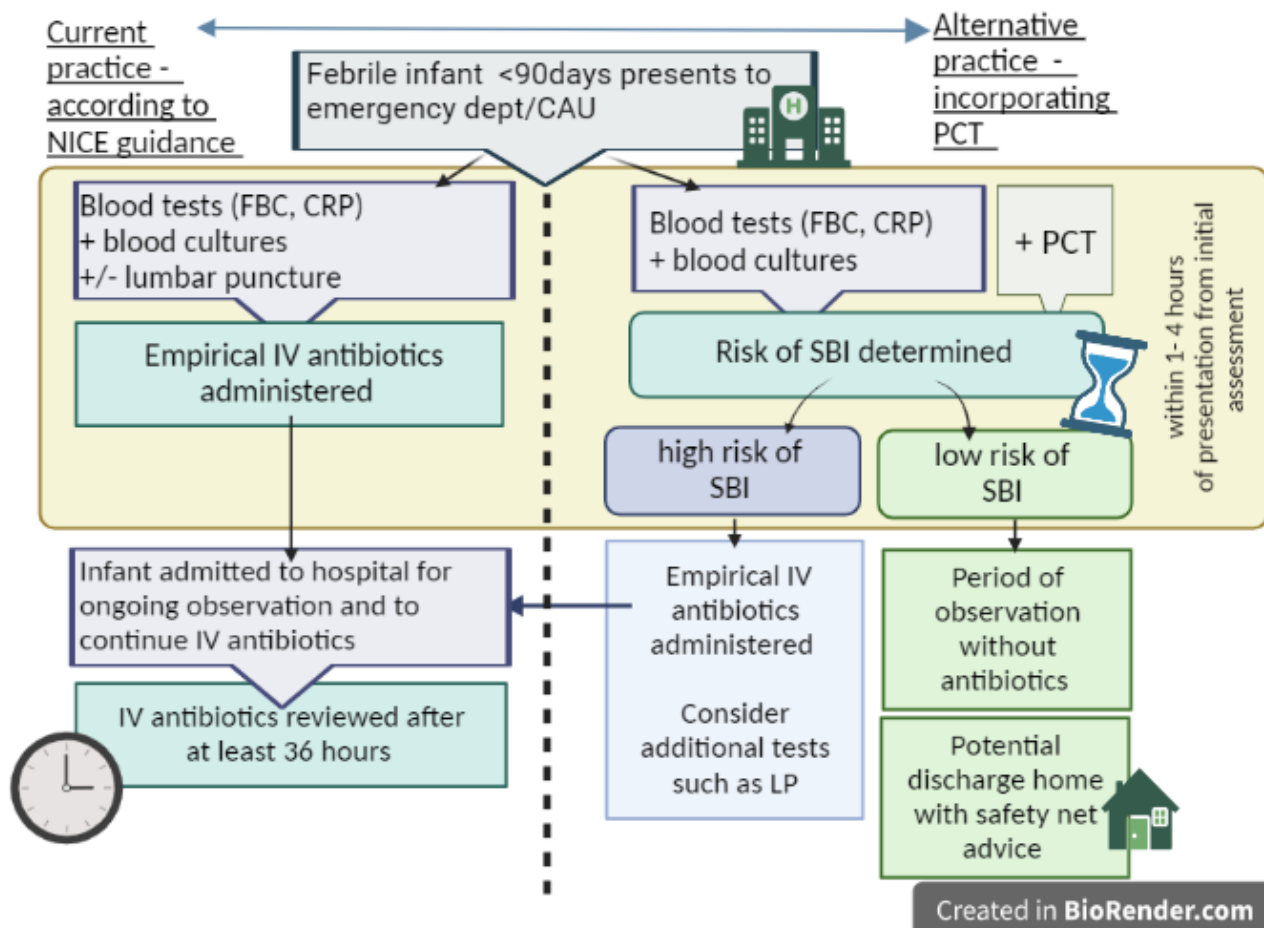 Current
practice -
according to
NICE guidance
Alternative
practice -
incorporating
PCT
Febrile infant <90days presents to
emergency dept/CAU
H
Blood tests (FBC, CRP)
+ blood cultures
+/- lumbar puncture
Empirical IV antibiotics
administered
Blood tests (FBC, CRP)
+ blood cultures
+ PCT
Risk of SBI determined
high risk of
SBI
low risk of
SBI
within 1- 4 hours
of presentation from initial
assessment
Infant admitted to hospital for
ongoing observation and to
continue IV antibiotics
IV antibiotics reviewed after
at least 36 hours
Empirical IV
antibiotics
administered
Consider
additional tests
such as LP
Period of
observation
without
antibiotics
Potential
discharge home
with safety net
advice
Created in BioRender.com